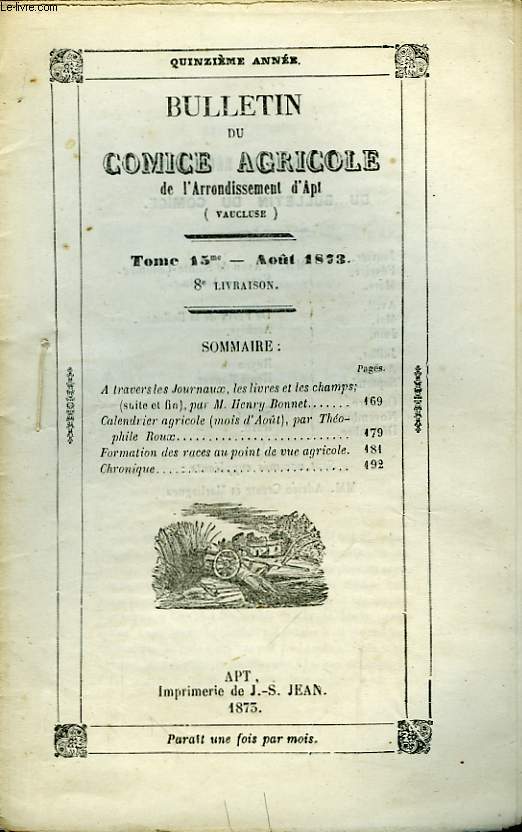 Le-livre.com
QUINZIÈME ANNÉE.
BULLETIN
DU
COMICE AGRICOLE
de l'Arrondissement d'Apt
( VAUCLUSE )
Tome 15me — Août 1873.
8e LIVRAISON.
SOMMAIRE :
Pages.
A travers les Journaux, les livres et les champs;
(suite et fin), par M. Henry Bonnet....... 169
Calendrier agricole (mois d'Août), par Théo-
phile Roux........................... 179
Formation des races au point de vue agricole. 181
Chronique.............................. 192
APT,
Imprimerie de J.-S. JEAN.
1873.
Paraît une fois par mois.